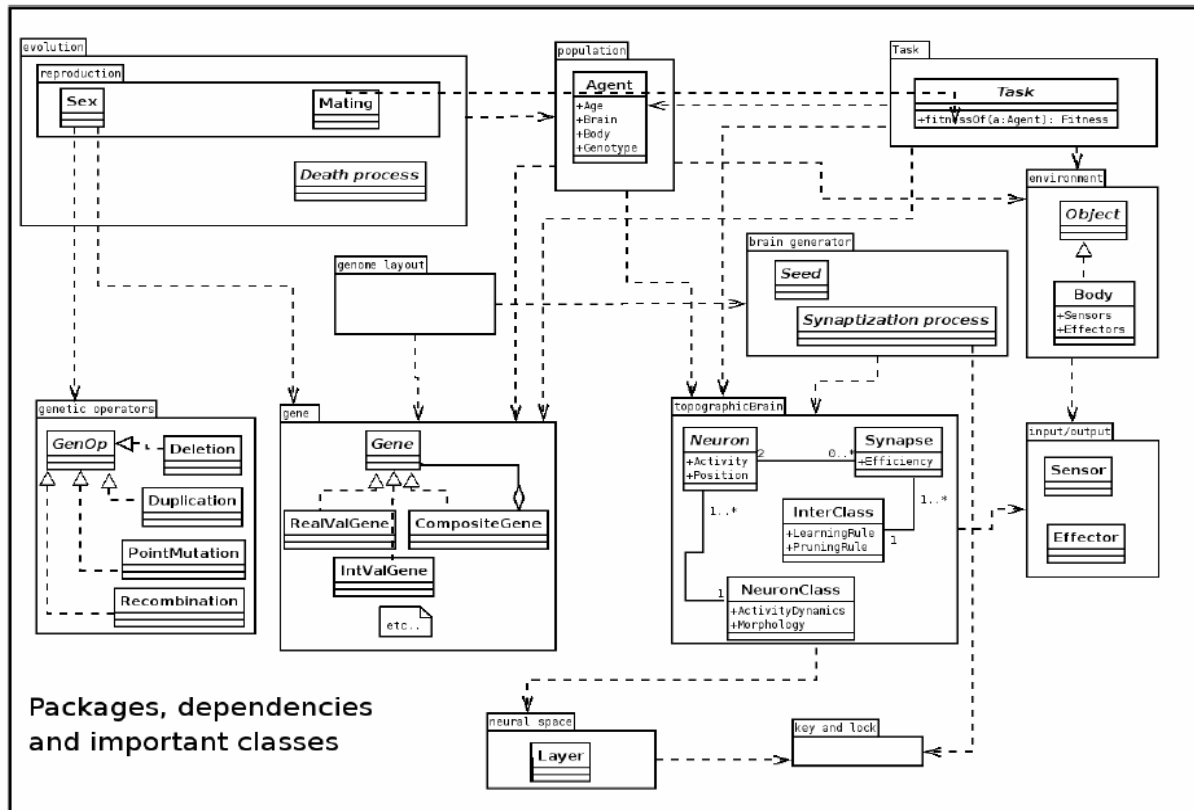 evolution
reproduction
Sex
Mating
Death process
population
Agent
+Age
+Brain
+Body
+Genotype
Task
Task
+fitnessOf(a:Agent): Fitness
environment
Object
Body
+Sensors
+Effectors
genome layout
brain generator
Seed
Synaptization process
genetic operators
GenOp
Deletion
Duplication
PointMutation
Recombination
gene
Gene
RealValGene
CompositeGene
IntValGene
etc..
topographicBrain
Neuron
+Activity
+Position
2
0..*
Synapse
+Efficiency
1..*
1..*
InterClass
+LearningRule
+PruningRule
1
1
NeuronClass
+ActivityDynamics
+Morphology
input/output
Sensor
Effector
neural space
Layer
key and lock
Packages, dependencies
and important classes